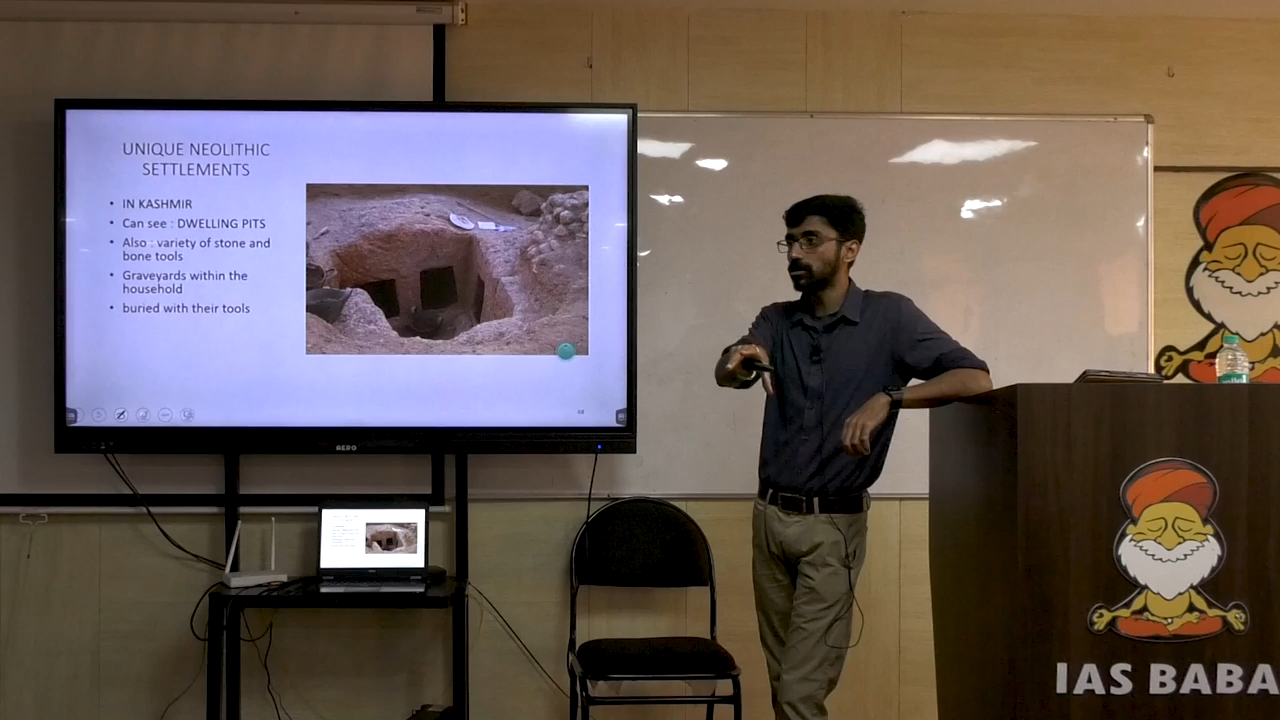 UNIQUE NEOLITHIC
SETTLEMENTS
• IN KASHMIR
• Can see : DWELLING PITS
• Also : variety of stone and
bone tools
• Graveyards within the
household
• buried with their tools
68
AERO
IAS BABA